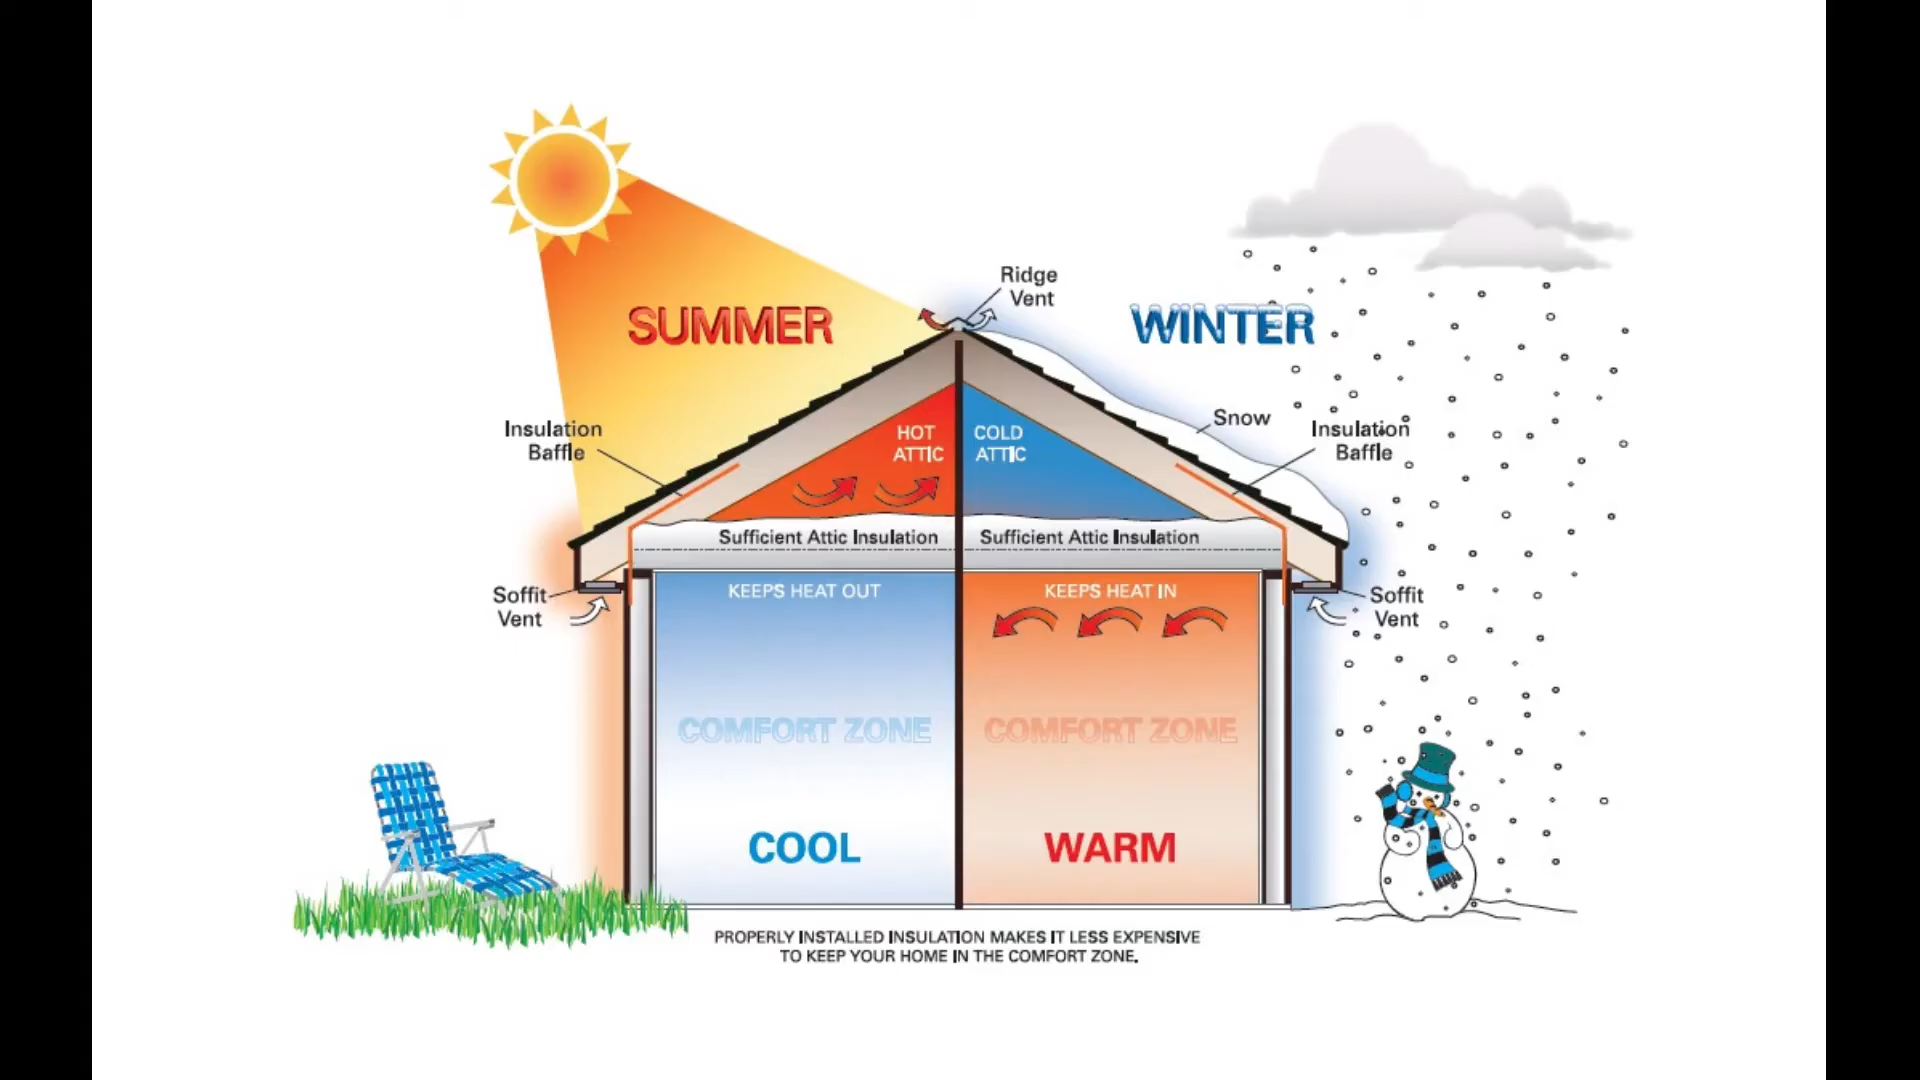 Ridge
Vent
SUMMER
WINTER
Insulation
Baffle
HOT
ATTIC
COLD
ATTIC
Snow
Insulation
Baffle
Sufficient Attic Insulation
Sufficient Attic Insulation
Soffit
Vent
KEEPS HEAT OUT
KEEPS HEAT IN
Soffit
Vent
COMFORT ZONE
COMFORT ZONE
COOL
WARM
PROPERLY INSTALLED INSULATION MAKES IT LESS EXPENSIVE
TO KEEP YOUR HOME IN THE COMFORT ZONE.